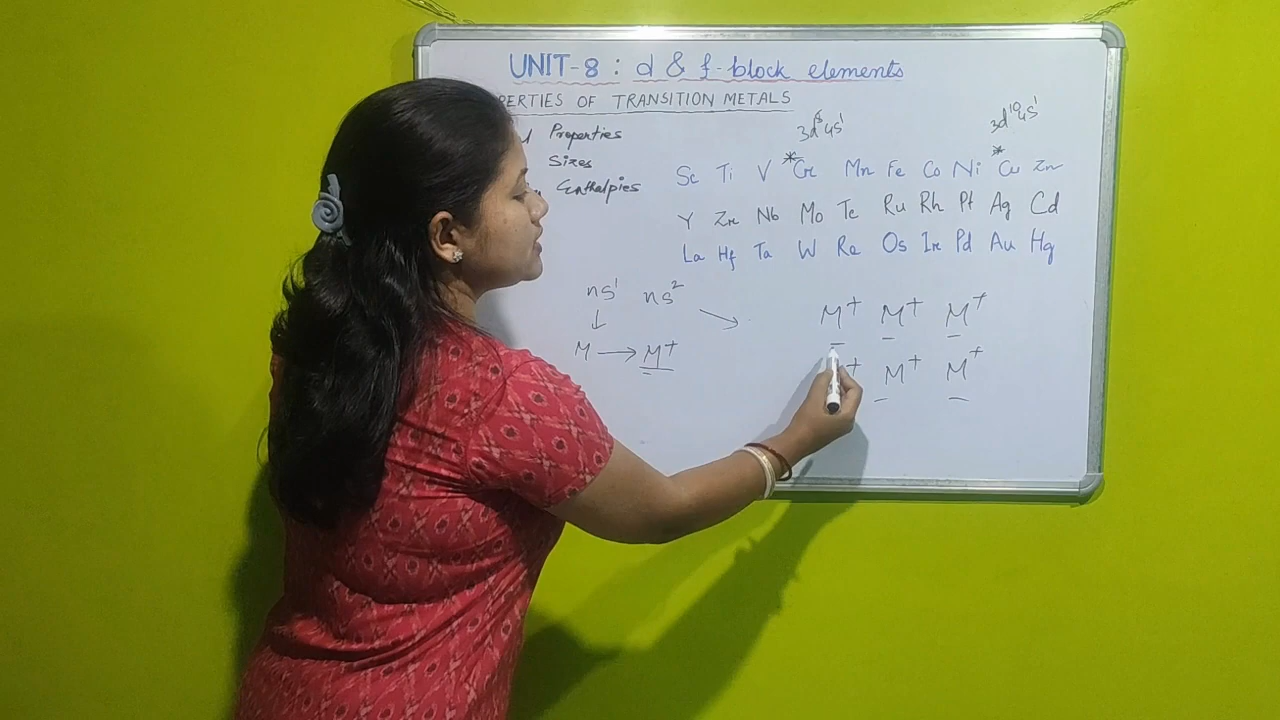 UNIT-8 : d & f-block elements
PERTIES OF TRANSITION METALS
3d⁵4s¹ 3d¹⁰4s¹
Properties
Sizes
Enthalpies
Sc Ti V *Cr Mn Fe Co Ni *Cu Zn
Y Zr Nb Mo Tc Ru Rh Pt Ag Cd
La Hf Ta W Re Os Ir Pd Au Hg
ns¹ ns²
M⁺ M⁺ M⁺
↓
M → M⁺
⁺ M⁺ M⁺